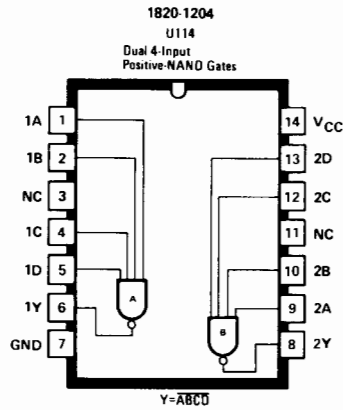 1820-1204
U114
Dual 4-Input
Positive-NAND Gates
1A 1
1B 2
NC 3
1C 4
1D 5
1Y 6
GND 7
14 VCC
13 2D
12 2C
11 NC
10 2B
9 2A
8 2Y
A
B
Y=A̅B̅C̅D̅